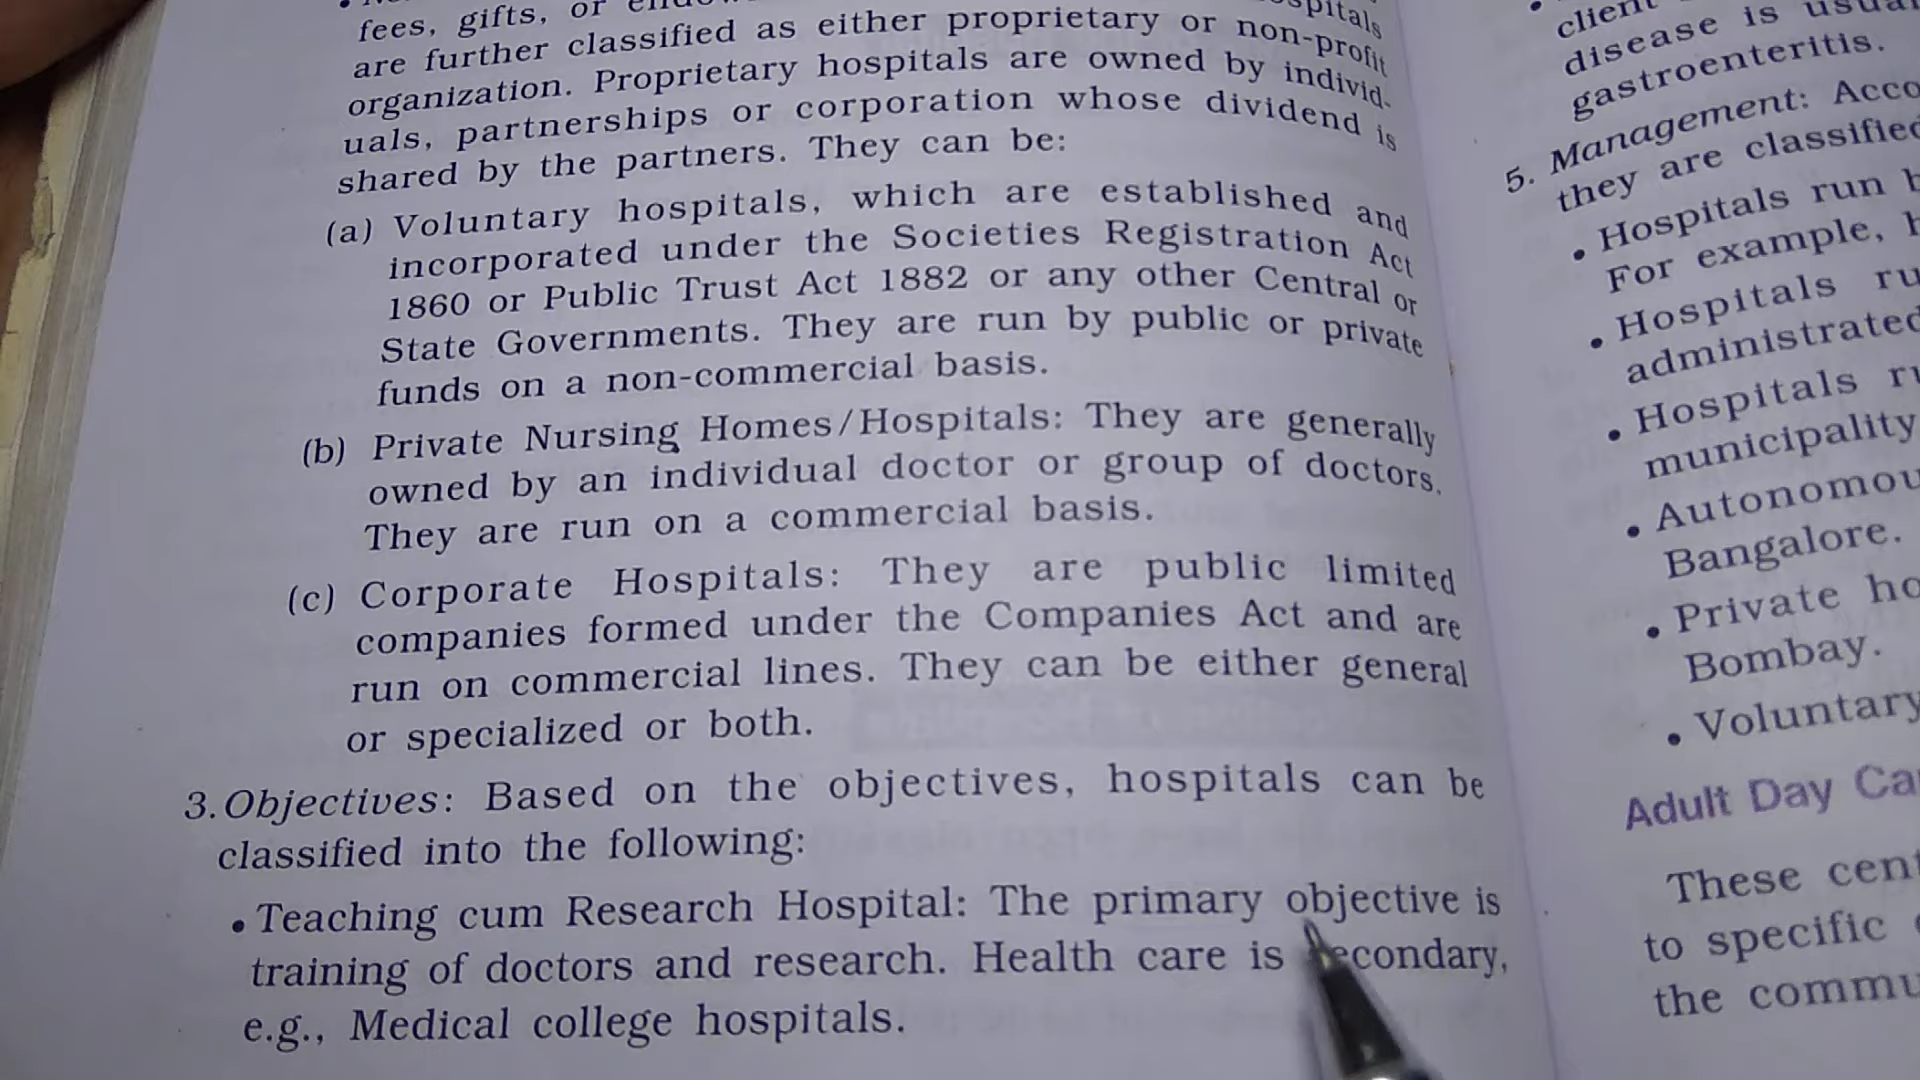 fees, gifts, or
are further classified as either proprietary or non-profit
organization. Proprietary hospitals are owned by individ-
uals, partnerships or corporation whose dividend is
shared by the partners. They can be:
(a) Voluntary hospitals, which are established and
incorporated under the Societies Registration Act
1860 or Public Trust Act 1882 or any other Central or
State Governments. They are run by public or private
funds on a non-commercial basis.
(b) Private Nursing Homes/Hospitals: They are generally
owned by an individual doctor or group of doctors.
They are run on a commercial basis.
(c) Corporate Hospitals: They are public limited
companies formed under the Companies Act and are
run on commercial lines. They can be either general
or specialized or both.
3. Objectives: Based on the objectives, hospitals can be
classified into the following:
• Teaching cum Research Hospital: The primary objective is
training of doctors and research. Health care is secondary,
e.g., Medical college hospitals.
client
disease is
gastroenteritis.
5. Management:
they are classified
• Hospitals run
For example,
• Hospitals
administrated
• Hospitals
municipality
• Autonomou
Bangalore.
• Private
Bombay.
• Voluntary
Adult Day
These
to specific
the